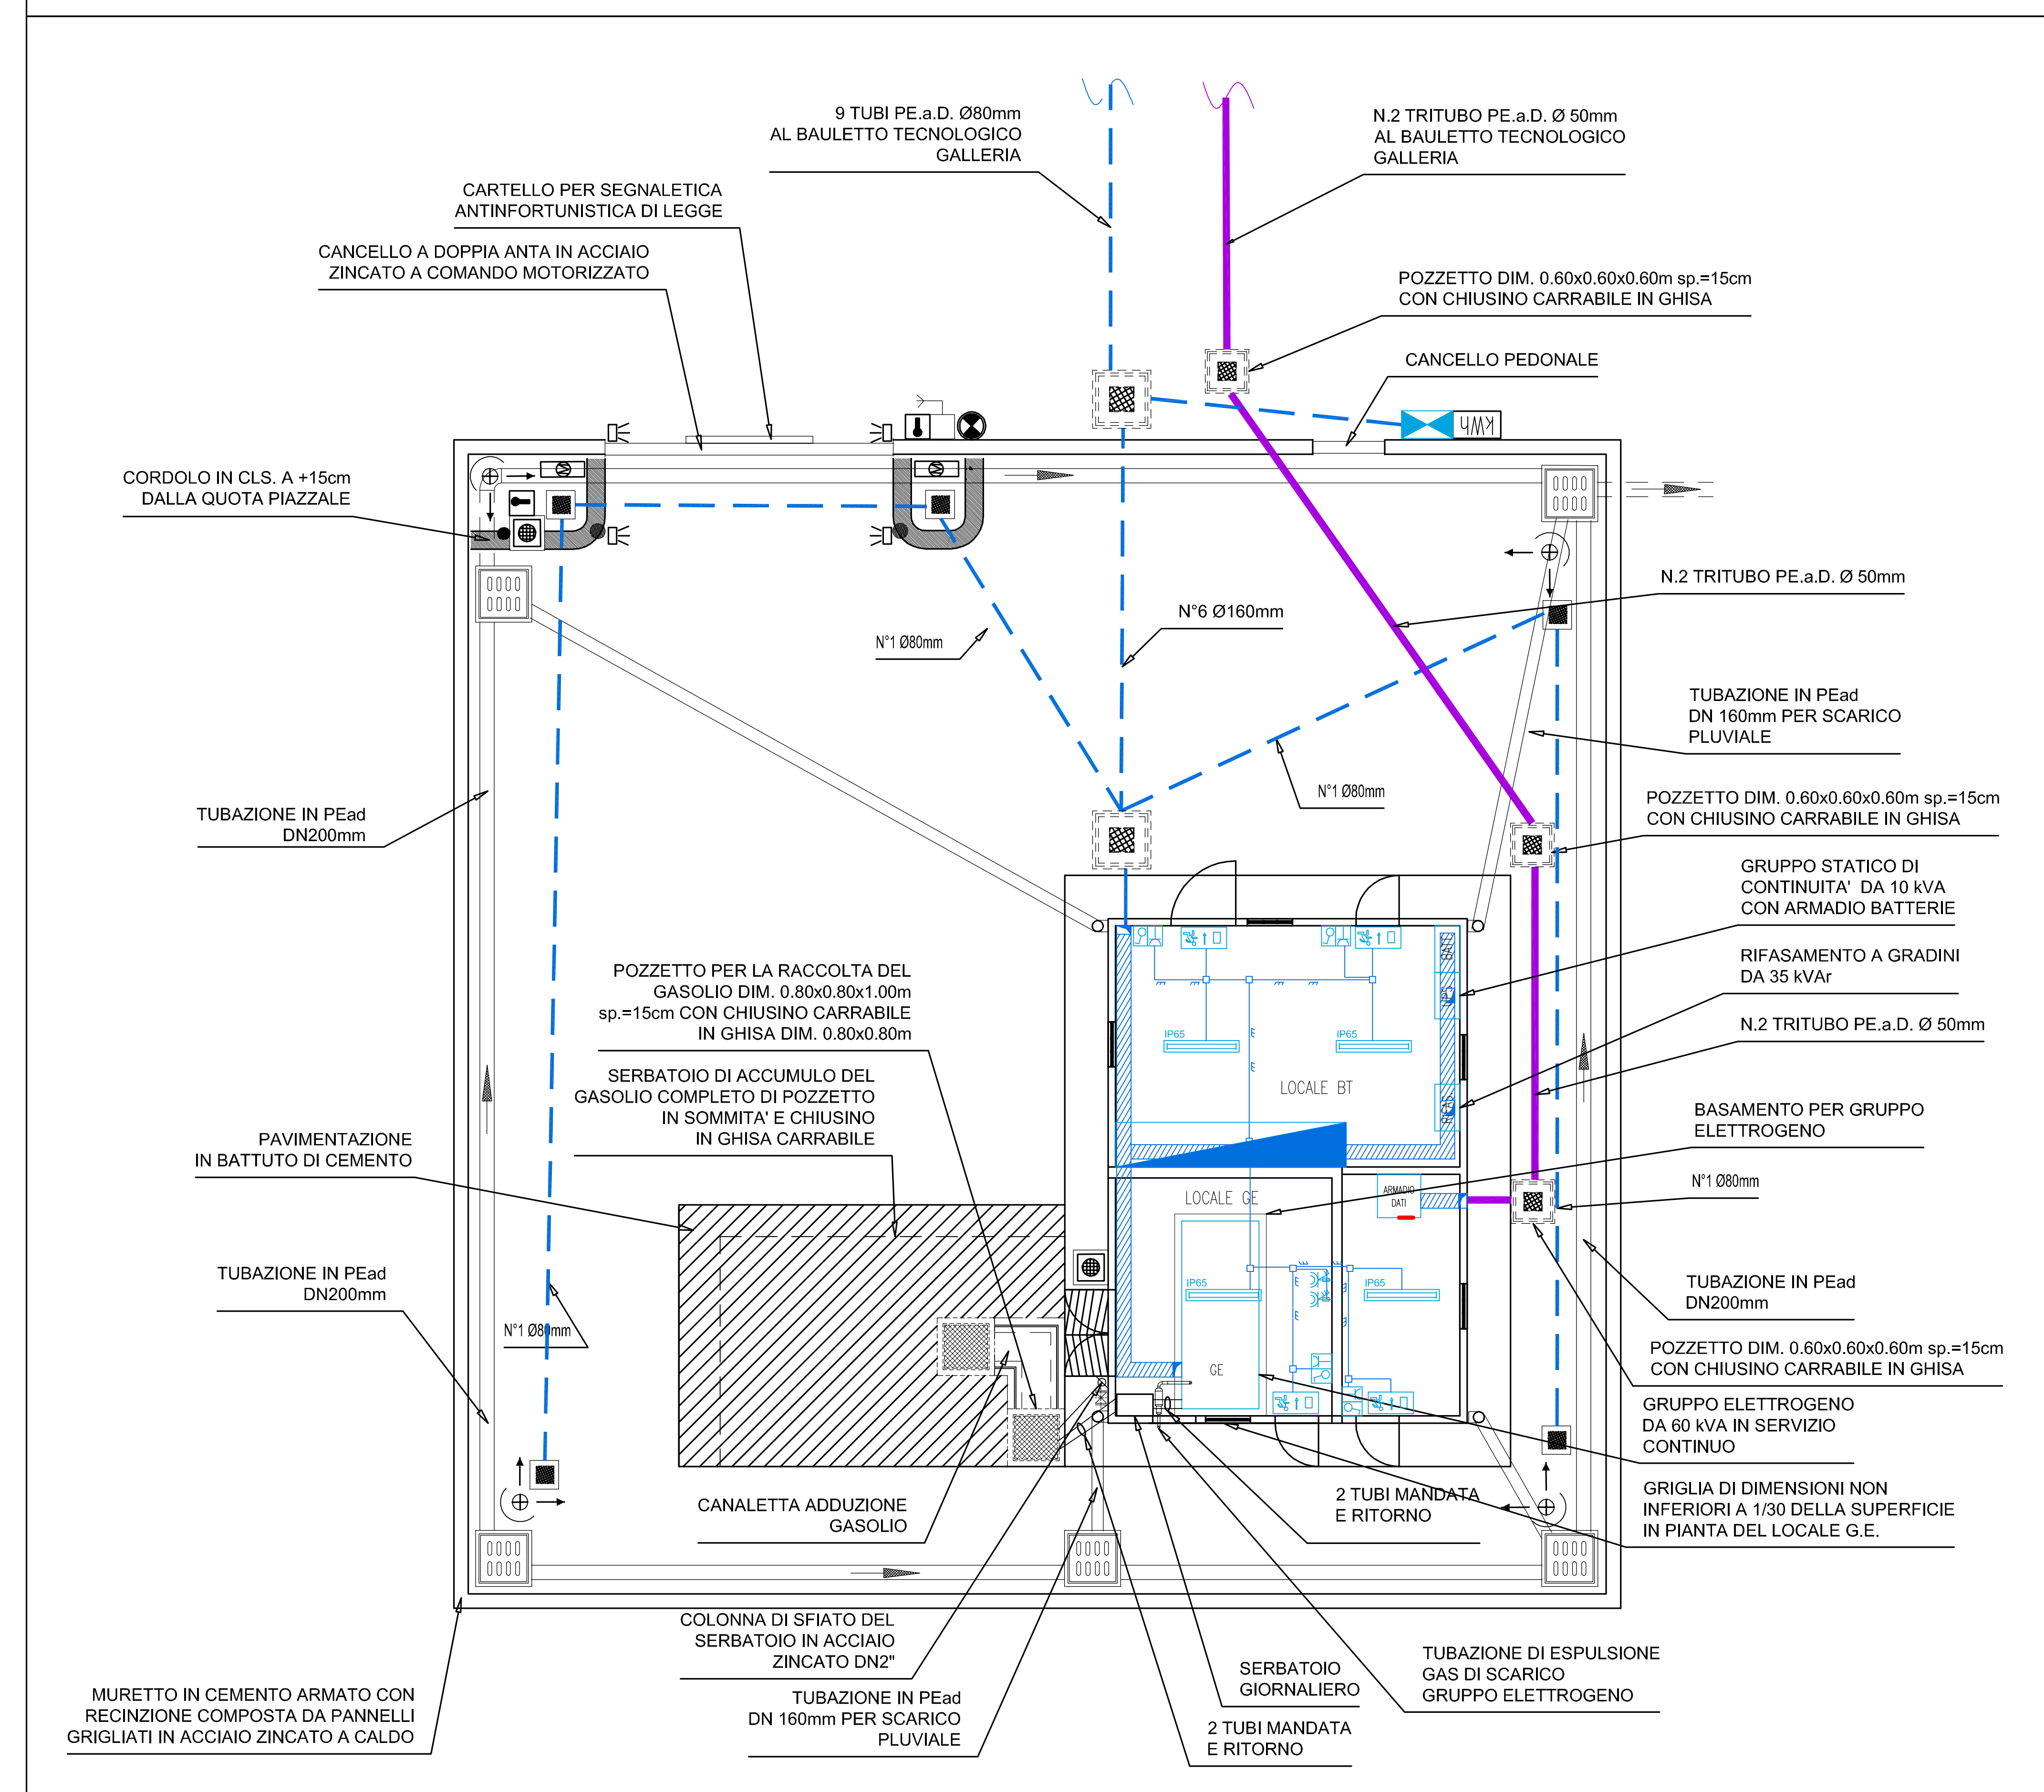 9 TUBI PE.a.D. Ø80mm
AL BAULETTO TECNOLOGICO
GALLERIA
N.2 TRITUBO PE.a.D. Ø 50mm
AL BAULETTO TECNOLOGICO
GALLERIA
CARTELLO PER SEGNALETICA
ANTINFORTUNISTICA DI LEGGE
CANCELLO A DOPPIA ANTA IN ACCIAIO
ZINCATO A COMANDO MOTORIZZATO
POZZETTO DIM. 0.60x0.60x0.60m sp.=15cm
CON CHIUSINO CARRABILE IN GHISA
CANCELLO PEDONALE
kWh
CORDOLO IN CLS. A +15cm
DALLA QUOTA PIAZZALE
M
M
N.2 TRITUBO PE.a.D. Ø 50mm
N°6 Ø160mm
N°1 Ø80mm
TUBAZIONE IN PEad
DN 160mm PER SCARICO
PLUVIALE
N°1 Ø80mm
TUBAZIONE IN PEad
DN200mm
POZZETTO DIM. 0.60x0.60x0.60m sp.=15cm
CON CHIUSINO CARRABILE IN GHISA
GRUPPO STATICO DI
CONTINUITA' DA 10 kVA
CON ARMADIO BATTERIE
POZZETTO PER LA RACCOLTA DEL
GASOLIO DIM. 0.80x0.80x1.00m
sp.=15cm CON CHIUSINO CARRABILE
IN GHISA DIM. 0.80x0.80m
BATT.
UPS
RIFASAMENTO A GRADINI
DA 35 kVAr
N.2 TRITUBO PE.a.D. Ø 50mm
IP65
IP65
LOCALE BT
RIFAS.
SERBATOIO DI ACCUMULO DEL
GASOLIO COMPLETO DI POZZETTO
IN SOMMITA' E CHIUSINO
IN GHISA CARRABILE
BASAMENTO PER GRUPPO
ELETTROGENO
PAVIMENTAZIONE
IN BATTUTO DI CEMENTO
N°1 Ø80mm
LOCALE GE
ARMADIO
DATI
TUBAZIONE IN PEad
DN200mm
IP65
IP65
TUBAZIONE IN PEad
DN200mm
N°1 Ø80mm
GE
POZZETTO DIM. 0.60x0.60x0.60m sp.=15cm
CON CHIUSINO CARRABILE IN GHISA
GRUPPO ELETTROGENO
DA 60 kVA IN SERVIZIO
CONTINUO
CANALETTA ADDUZIONE
GASOLIO
2 TUBI MANDATA
E RITORNO
GRIGLIA DI DIMENSIONI NON
INFERIORI A 1/30 DELLA SUPERFICIE
IN PIANTA DEL LOCALE G.E.
COLONNA DI SFIATO DEL
SERBATOIO IN ACCIAIO
ZINCATO DN2"
SERBATOIO
GIORNALIERO
TUBAZIONE DI ESPULSIONE
GAS DI SCARICO
GRUPPO ELETTROGENO
MURETTO IN CEMENTO ARMATO CON
RECINZIONE COMPOSTA DA PANNELLI
GRIGLIATI IN ACCIAIO ZINCATO A CALDO
TUBAZIONE IN PEad
DN 160mm PER SCARICO
PLUVIALE
2 TUBI MANDATA
E RITORNO